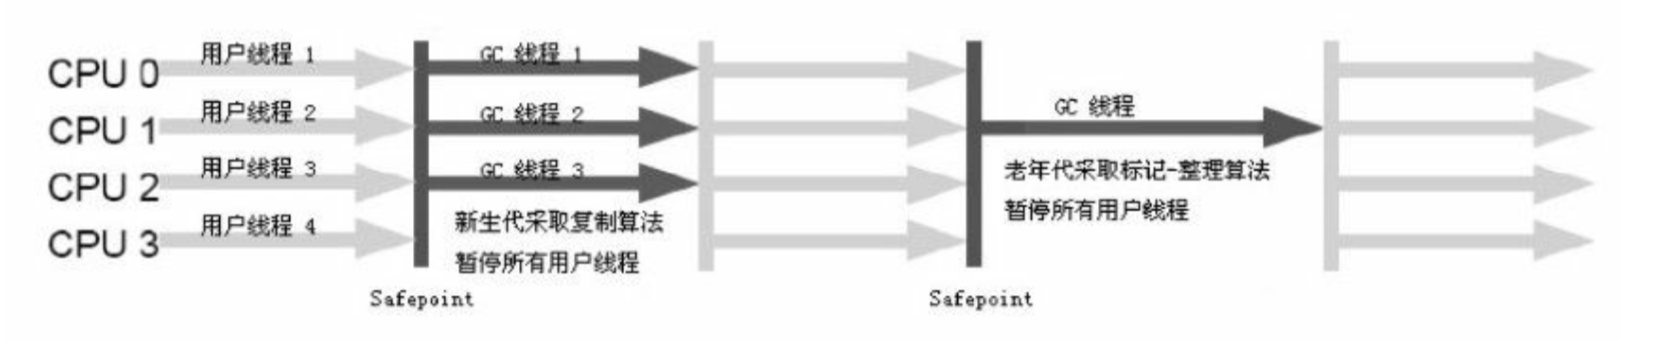 CPU 0
用户线程 1
GC 线程 1
CPU 1
用户线程 2
GC 线程 2
GC 线程
CPU 2
用户线程 3
GC 线程 3
老年代采取标记-整理算法
暂停所有用户线程
CPU 3
用户线程 4
新生代采取复制算法
暂停所有用户线程
Safepoint
Safepoint